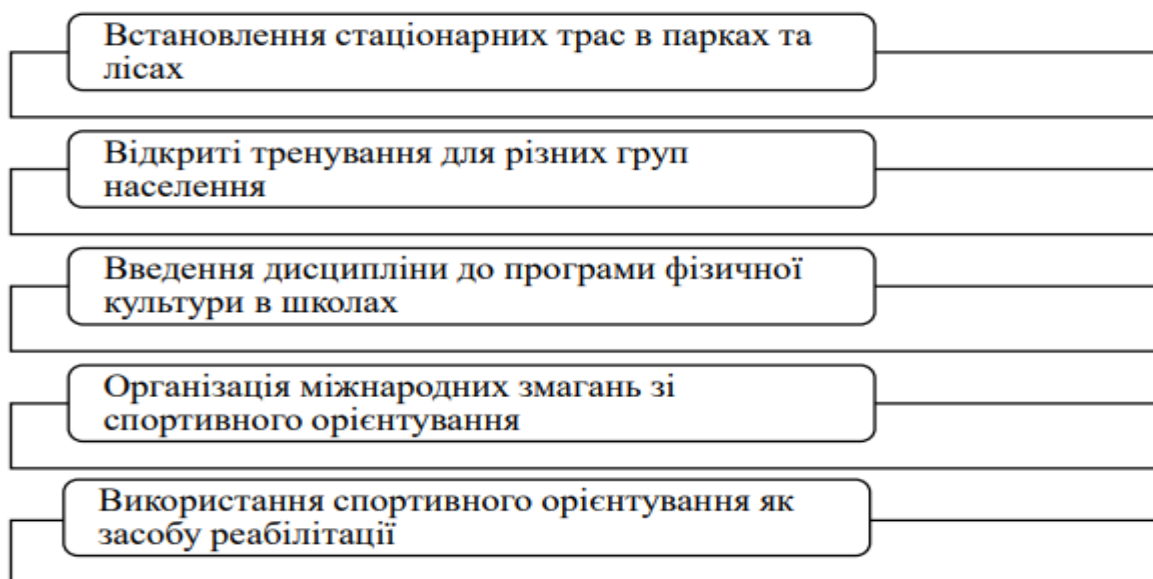 Встановлення стаціонарних трас в парках та
лісах
Відкриті тренування для різних груп
населення
Введення дисципліни до програми фізичної
культури в школах
Організація міжнародних змагань зі
спортивного орієнтування
Використання спортивного орієнтування як
засобу реабілітації